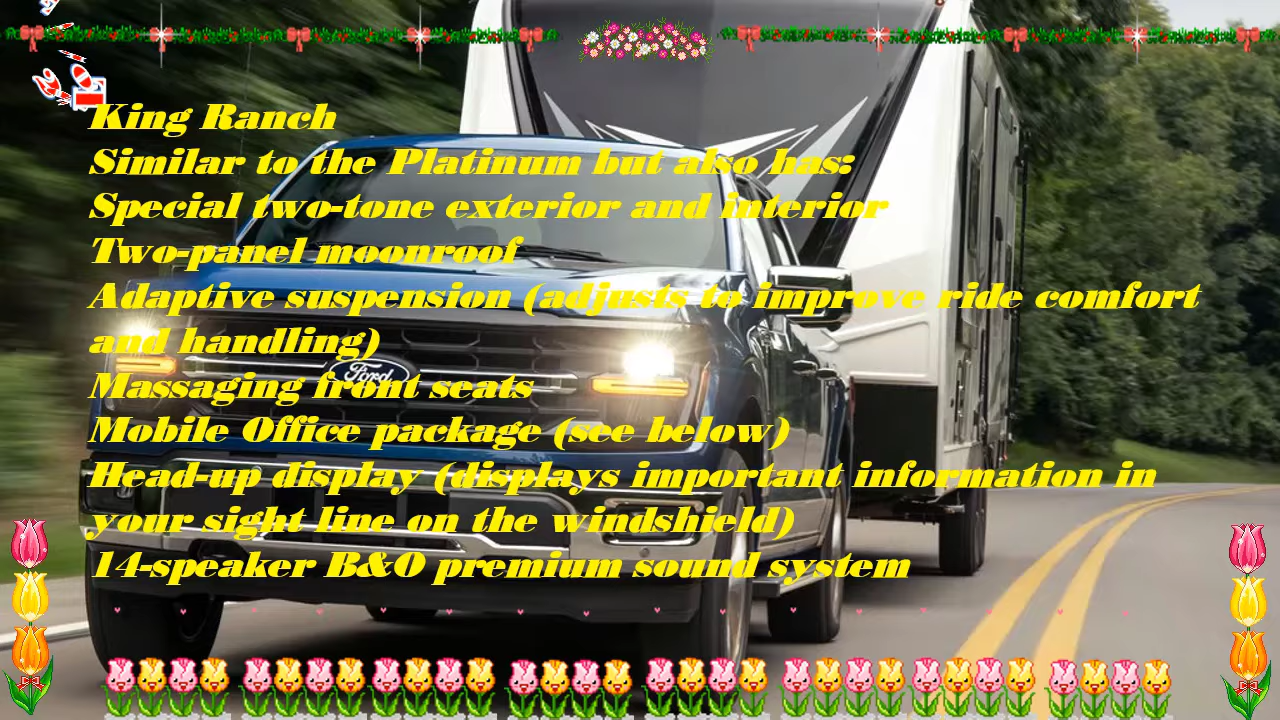 King Ranch
Similar to the Platinum but also has:
Special two-tone exterior and interior
Two-panel moonroof
Adaptive suspension (adjusts to improve ride comfort
and handling)
Massaging front seats
Ford
Mobile Office package (see below)
Head-up display (displays important information in
your sight line on the windshield)
14-speaker B&O premium sound system